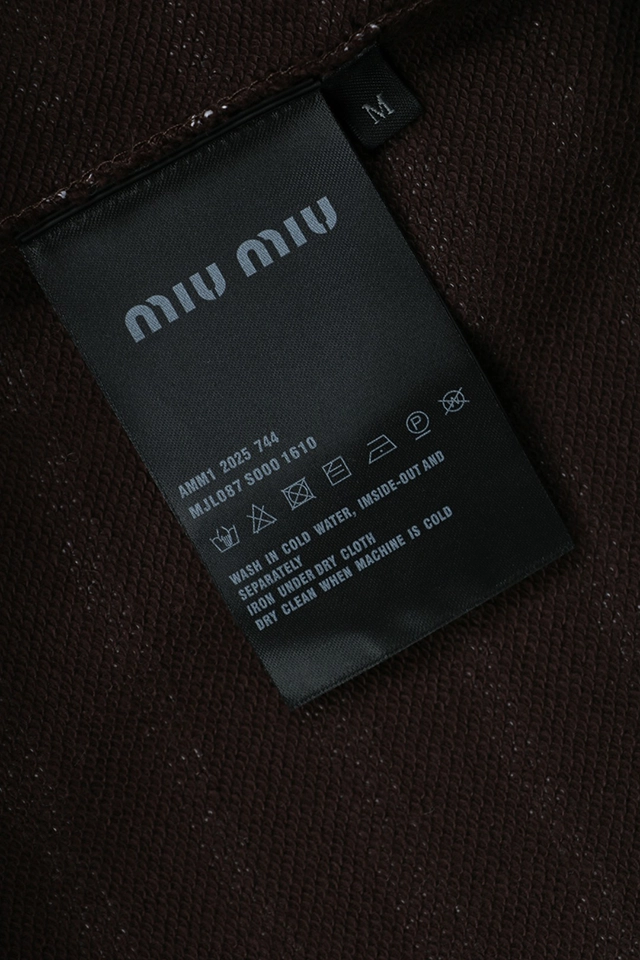 M
miu miu
AMM1 2025 744
MJL087 S000 1610
P W
WASH IN COLD WATER, IMSIDE-OUT AND
SEPARATELY
IRON UNDER DRY CLOTH
DRY CLEAN WHEN MACHINE IS COLD